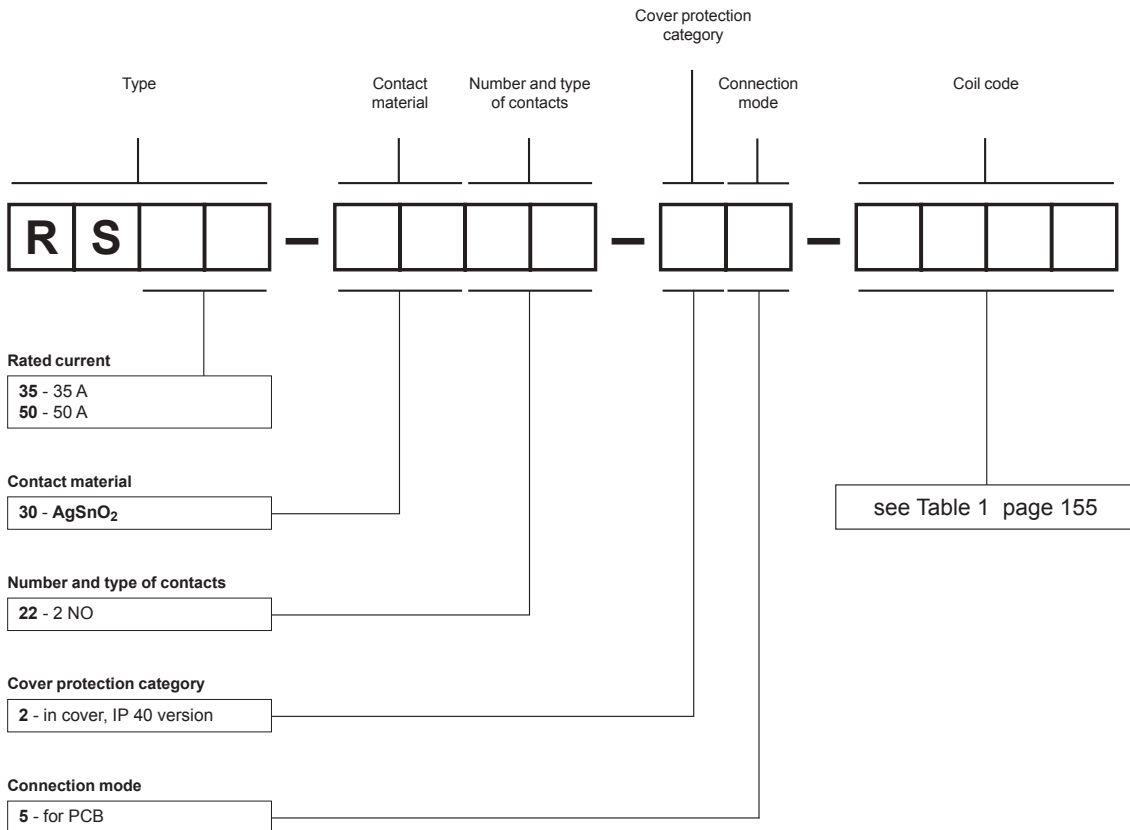 Cover protection
category
Type
Contact
material
Number and type
of contacts
Connection
mode
Coil code
R S – – –
Rated current
35 - 35 A
50 - 50 A
Contact material
30 - AgSnO₂
see Table 1 page 155
Number and type of contacts
22 - 2 NO
Cover protection category
2 - in cover, IP 40 version
Connection mode
5 - for PCB